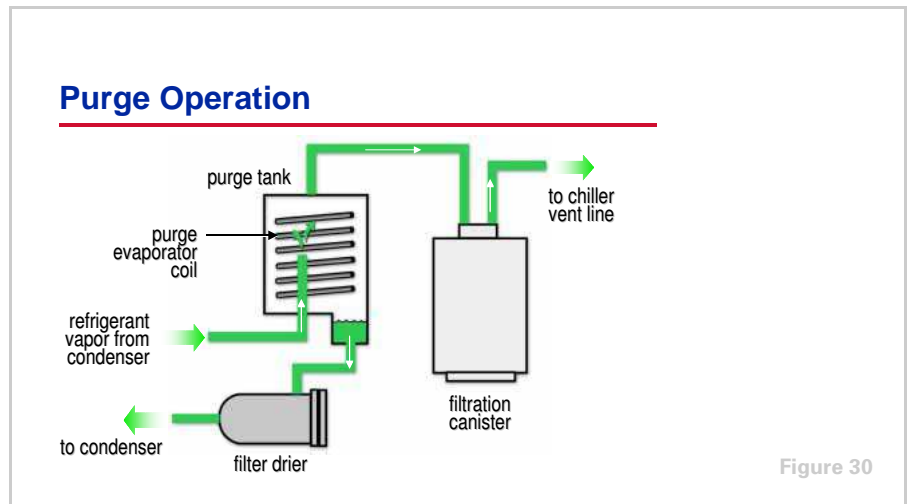 Purge Operation
purge tank
to chiller
vent line
purge
evaporator
coil
refrigerant
vapor from
condenser
filtration
canister
to condenser
filter drier
Figure 30